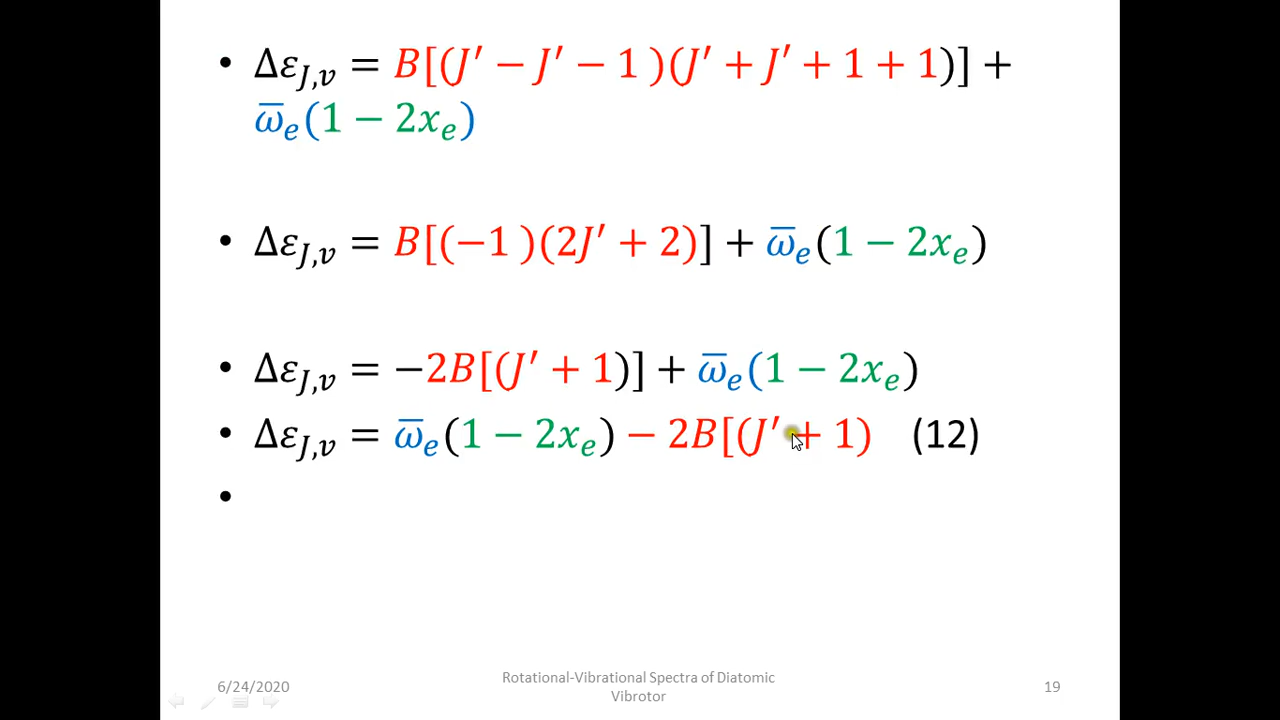 • Δε_{J,v} = B[(J′ − J′ − 1 )(J′ + J′ + 1 + 1)] +
ω̅_e(1 − 2x_e)
• Δε_{J,v} = B[(−1 )(2J′ + 2)] + ω̅_e(1 − 2x_e)
• Δε_{J,v} = −2B[(J′ + 1)] + ω̅_e(1 − 2x_e)
• Δε_{J,v} = ω̅_e(1 − 2x_e) − 2B[(J′ + 1) (12)
•
6/24/2020
Rotational-Vibrational Spectra of Diatomic
Vibrotor
19